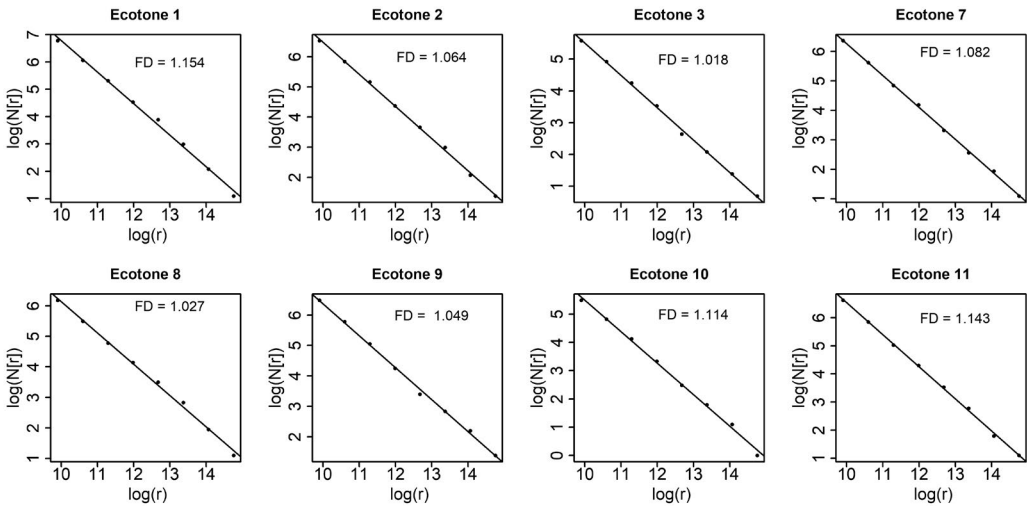 Ecotone 1
FD = 1.154
log(N[r])
7
6
5
4
3
2
1
10 11 12 13 14
log(r)
Ecotone 2
FD = 1.064
log(N[r])
6
5
4
3
2
10 11 12 13 14
log(r)
Ecotone 3
FD = 1.018
log(N[r])
5
4
3
2
1
10 11 12 13 14
log(r)
Ecotone 7
FD = 1.082
log(N[r])
6
5
4
3
2
1
10 11 12 13 14
log(r)
Ecotone 8
FD = 1.027
log(N[r])
6
5
4
3
2
1
10 11 12 13 14
log(r)
Ecotone 9
FD = 1.049
log(N[r])
6
5
4
3
2
10 11 12 13 14
log(r)
Ecotone 10
FD = 1.114
log(N[r])
5
4
3
2
1
0
10 11 12 13 14
log(r)
Ecotone 11
FD = 1.143
log(N[r])
6
5
4
3
2
1
10 11 12 13 14
log(r)